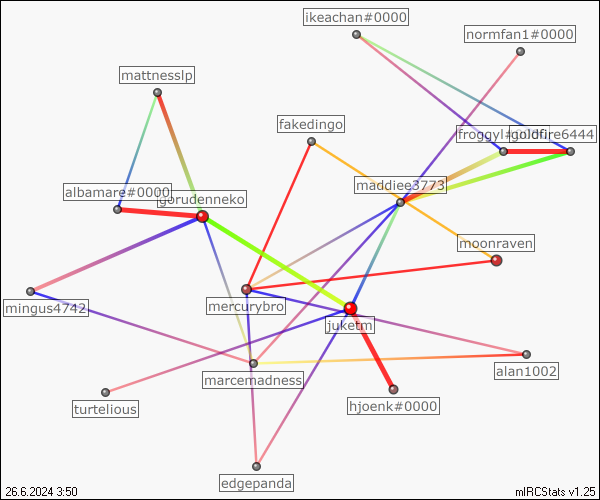 ikeachan#0000
normfan1#0000
mattnesslp
fakedingo
froggyl
goldfire6444
maddiee3773
albamare#0000
gorudenneko
moonraven
mingus4742
mercurybro
juketm
alan1002
marcemadness
hjoenk#0000
turtelious
edgepanda
26.6.2024 3:50
mIRCStats v1.25